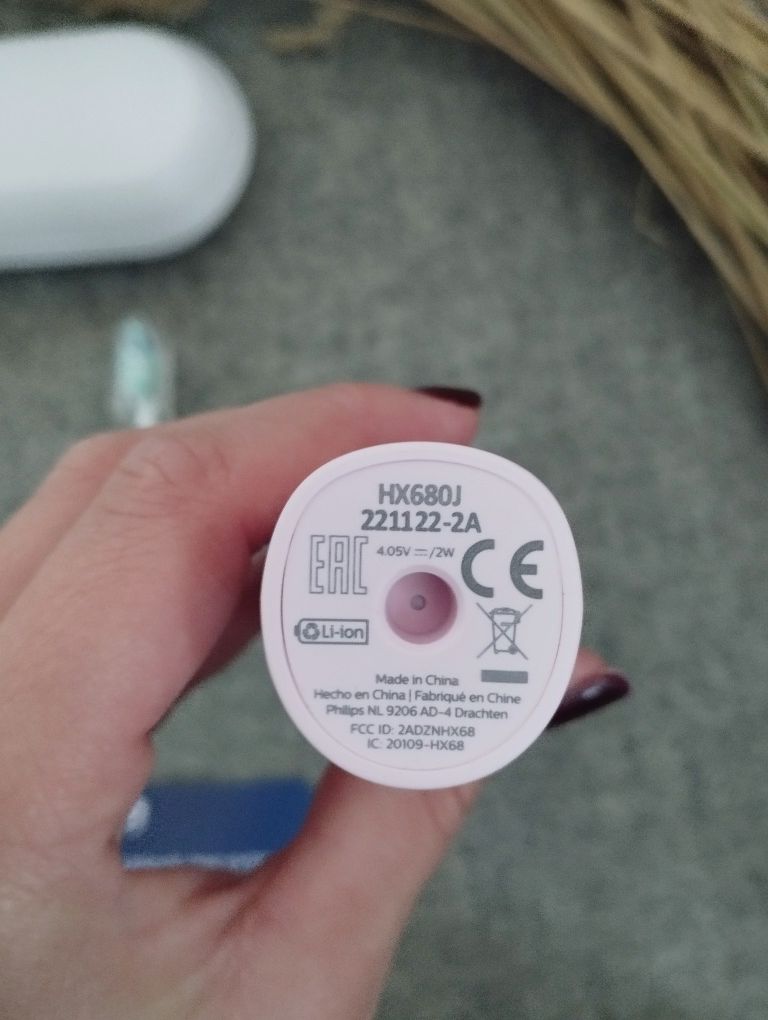 HX680J
221122-2A
EAC
4.05V ⎓/2W
CE
Li-ion
Made in China
Hecho en China | Fabriqué en Chine
Philips NL 9206 AD-4 Drachten
FCC ID: 2ADZNHX68
IC: 20109-HX68